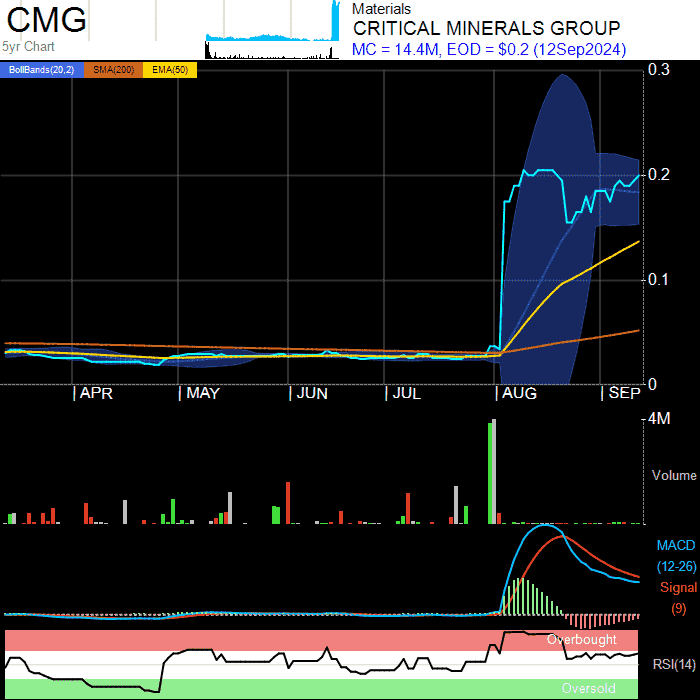 CMG
5yr Chart
Materials
CRITICAL MINERALS GROUP
MC = 14.4M, EOD = $0.2 (12Sep2024)
BollBands(20,2) SMA(200) EMA(50)
0.3
0.2
0.1
0
APR MAY JUN JUL AUG SEP
4M
Volume
MACD
(12-26)
Signal
(9)
Overbought
RSI(14)
Oversold